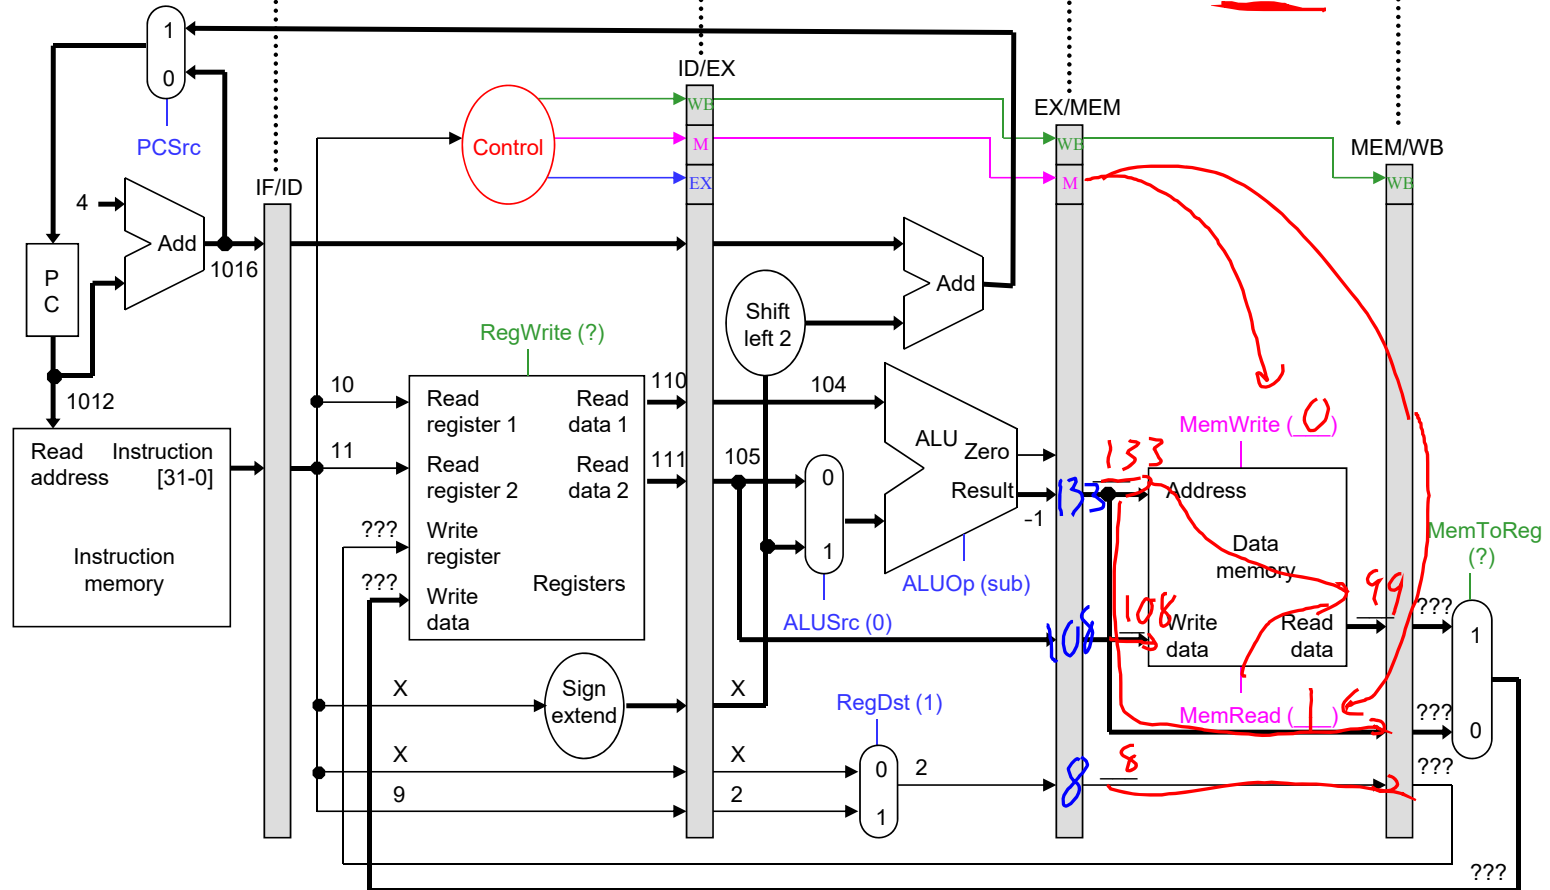 1
0
PCSrc
4
Add
1016
P
C
1012
Read
address
Instruction
[31-0]
Instruction
memory
IF/ID
Control
ID/EX
WB
M
EX
RegWrite (?)
10
11
???
???
Read
register 1
Read
data 1
Read
register 2
Read
data 2
Write
register
Write
data
Registers
110
111
X
Sign
extend
X
X
X
9
2
Shift
left 2
Add
104
105
0
1
ALUSrc (0)
ALU
Zero
Result
ALUOp (sub)
-1
RegDst (1)
0
1
2
EX/MEM
WB
M
133
108
8
133
108
8
MemWrite (0)
Address
Data
memory
Write
data
Read
data
MemRead (1)
99
MEM/WB
WB
MemToReg
(?)
???
1
???
0
???
???